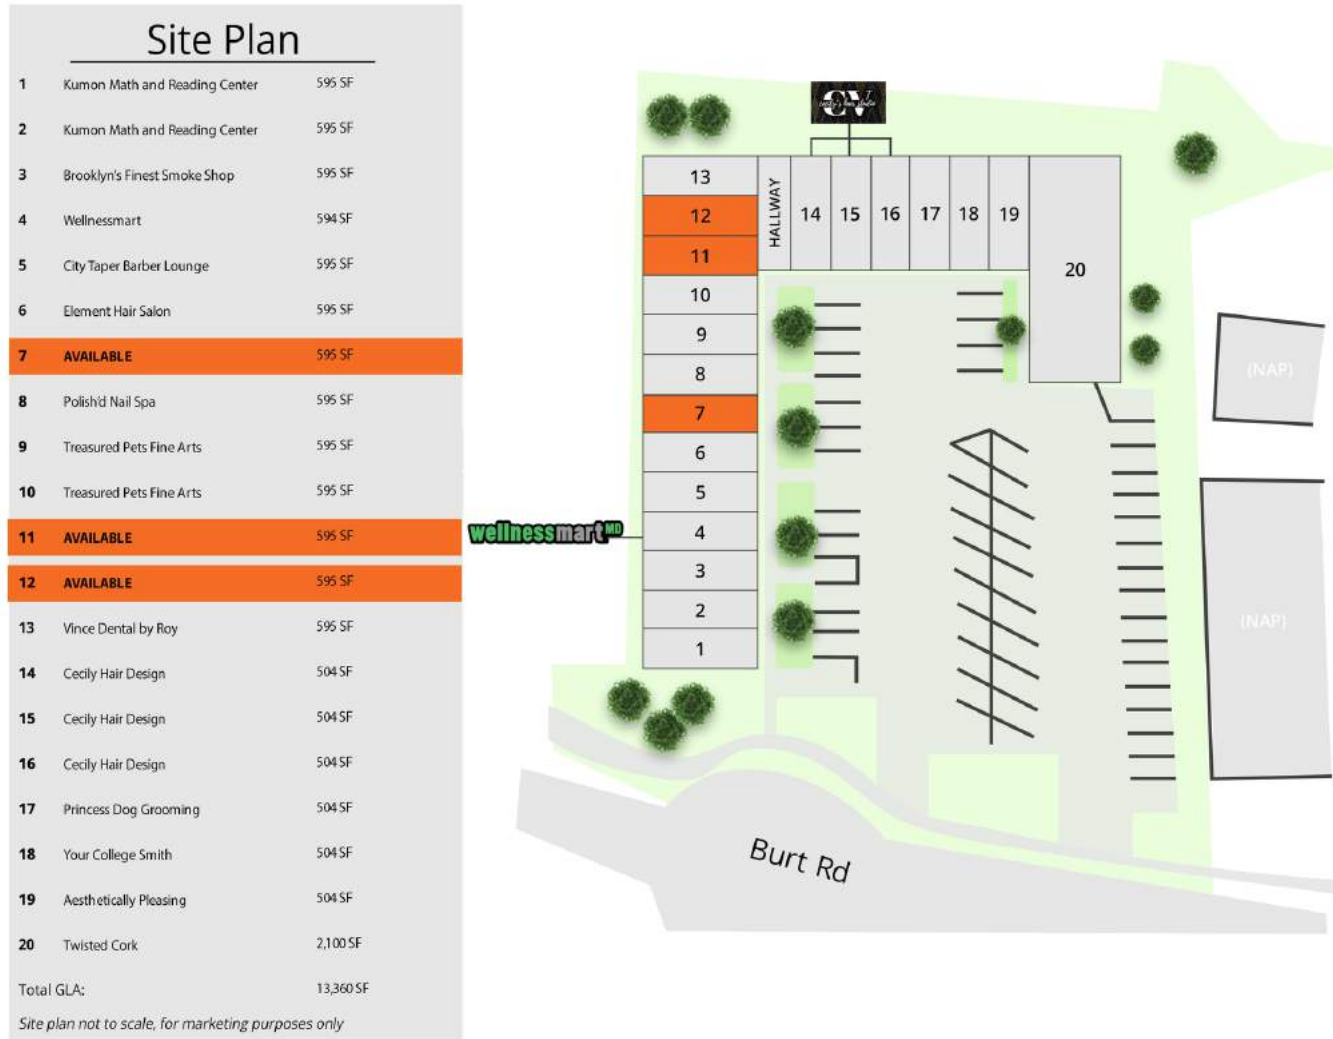 Site Plan
1 Kumon Math and Reading Center 595 SF
2 Kumon Math and Reading Center 595 SF
3 Brooklyn's Finest Smoke Shop 595 SF
4 Wellnessmart 594 SF
5 City Taper Barber Lounge 595 SF
6 Element Hair Salon 595 SF
7 AVAILABLE 595 SF
8 Polish'd Nail Spa 595 SF
9 Treasured Pets Fine Arts 595 SF
10 Treasured Pets Fine Arts 595 SF
11 AVAILABLE 595 SF
12 AVAILABLE 595 SF
13 Vince Dental by Roy 595 SF
14 Cecily Hair Design 504 SF
15 Cecily Hair Design 504 SF
16 Cecily Hair Design 504 SF
17 Princess Dog Grooming 504 SF
18 Your College Smith 504 SF
19 Aesthetically Pleasing 504 SF
20 Twisted Cork 2,100 SF
Total GLA: 13,360 SF
Site plan not to scale, for marketing purposes only
CV
13
12
11
10
9
8
7
6
5
4
3
2
1
wellnessmart MD
HALLWAY
14 15 16 17 18 19
20
(NAP)
(NAP)
Burt Rd